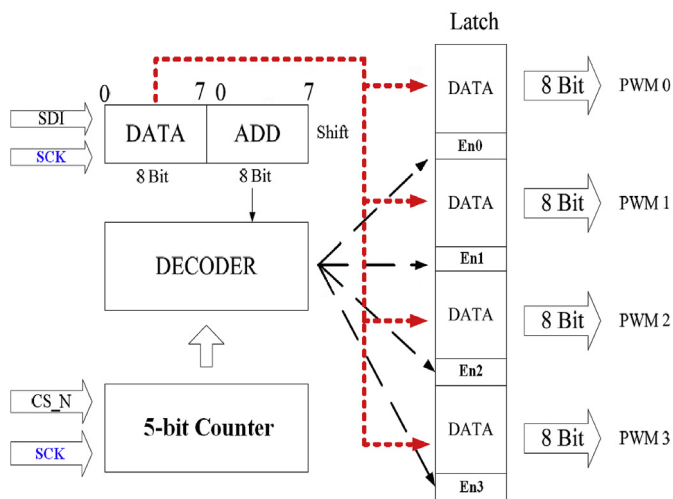 Latch
0 7 0 7
SDI
SCK
DATA ADD
Shift
8 Bit 8 Bit
DECODER
CS_N
SCK
5-bit Counter
DATA
En0
DATA
En1
DATA
En2
DATA
En3
8 Bit PWM 0
8 Bit PWM 1
8 Bit PWM 2
8 Bit PWM 3